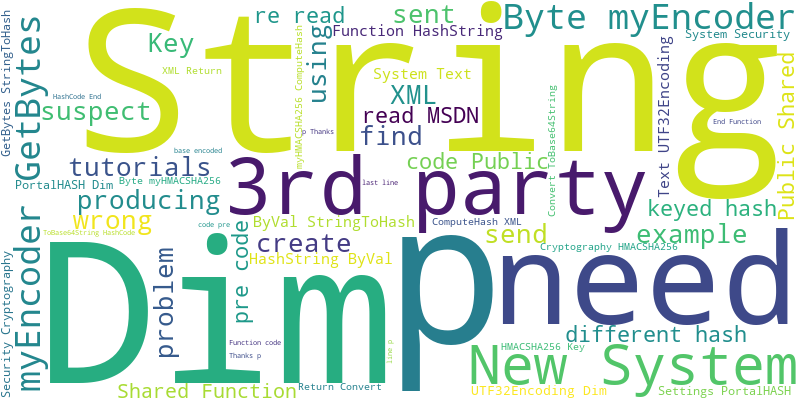 String
Dim
p
need
3rd party
New System
Byte myEncoder
myEncoder GetBytes
GetBytes StringToHash
re read
sent
Function HashString
System Security
Key
XML Return
System Text
using
myHMACSHA256 ComputeHash
XML
HashCode End
suspect
read MSDN
find
p Thanks
End Function
Public Shared
Text UTF32Encoding
Convert ToBase64String
base encoded
tutorials
code Public
PortalHASH Dim
Byte myHMACSHA256
last line
producing
keyed hash
wrong
code pre
ToBase64String HashCode
ByVal StringToHash
ComputeHash XML
send
example
create
Cryptography HMACSHA256
problem
pre code
HashString ByVal
Security Cryptography
different hash
Function code
Thanks p
line p
HMACSHA256 Key
Shared Function
Return Convert
UTF32Encoding Dim
Settings PortalHASH